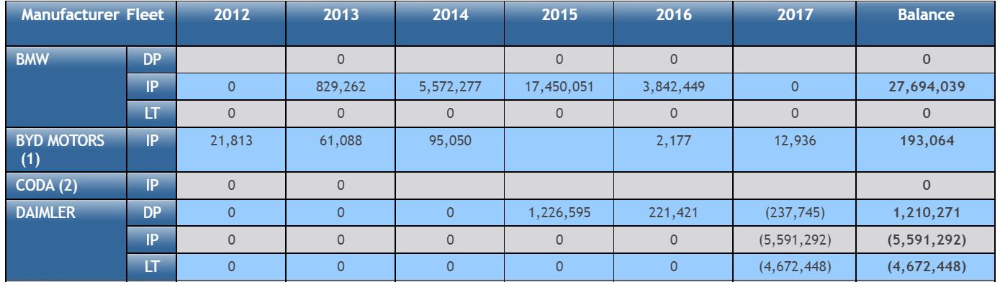 Manufacturer Fleet 2012 2013 2014 2015 2016 2017 Balance
BMW DP 0 0 0 0
IP 0 829,262 5,572,277 17,450,051 3,842,449 0 27,694,039
LT 0 0 0 0 0 0 0
BYD MOTORS IP 21,813 61,088 95,050 2,177 12,936 193,064
(1)
CODA (2) IP 0 0 0
DAIMLER DP 0 0 0 1,226,595 221,421 (237,745) 1,210,271
IP 0 0 0 0 0 (5,591,292) (5,591,292)
LT 0 0 0 0 0 (4,672,448) (4,672,448)